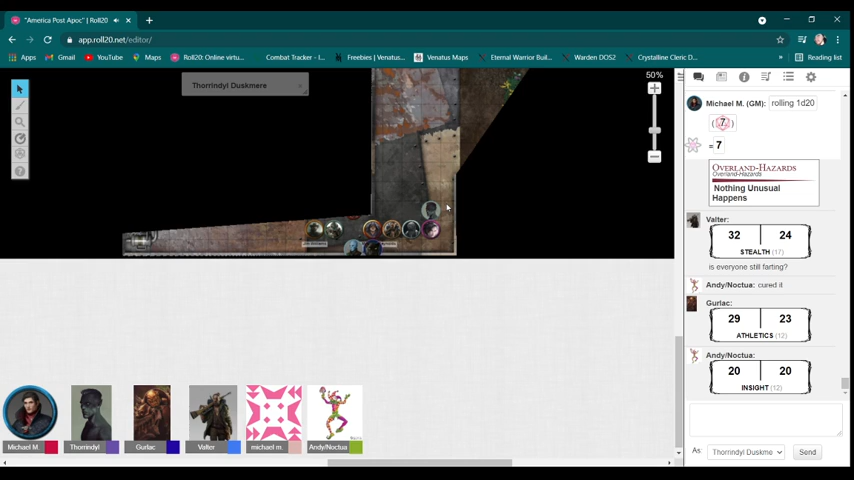 "America Post Apoc" | Roll20
app.roll20.net/editor/
Apps
Gmail
YouTube
Maps
Roll20: Online virtu...
Combat Tracker - I...
Freebies | Venatus...
Venatus Maps
Eternal Warrior Buil...
Warden DOS2
Crystalline Cleric D...
»
Reading list
Thorrindyl Duskmere
50%
Michael M. (GM): rolling 1d20
(7)
= 7
OVERLAND-HAZARDS
Overland-Hazards
Nothing Unusual
Happens
Valter:
32 24
STEALTH (17)
is everyone still farting?
Andy/Noctua: cured it
Gurlac:
29 23
ATHLETICS (12)
Andy/Noctua:
20 20
INSIGHT (12)
Michael M
Thorrindyl
Gurlac
Valter
michael m
Andy/Noctua
As:
Thorrindyl Duskme
Send